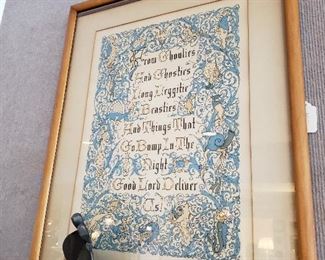 From Ghoulies
And Ghosties
Long Leggitie
Beasties
And Things That
Go Bump In The
Night
Good Lord Deliver
Us!